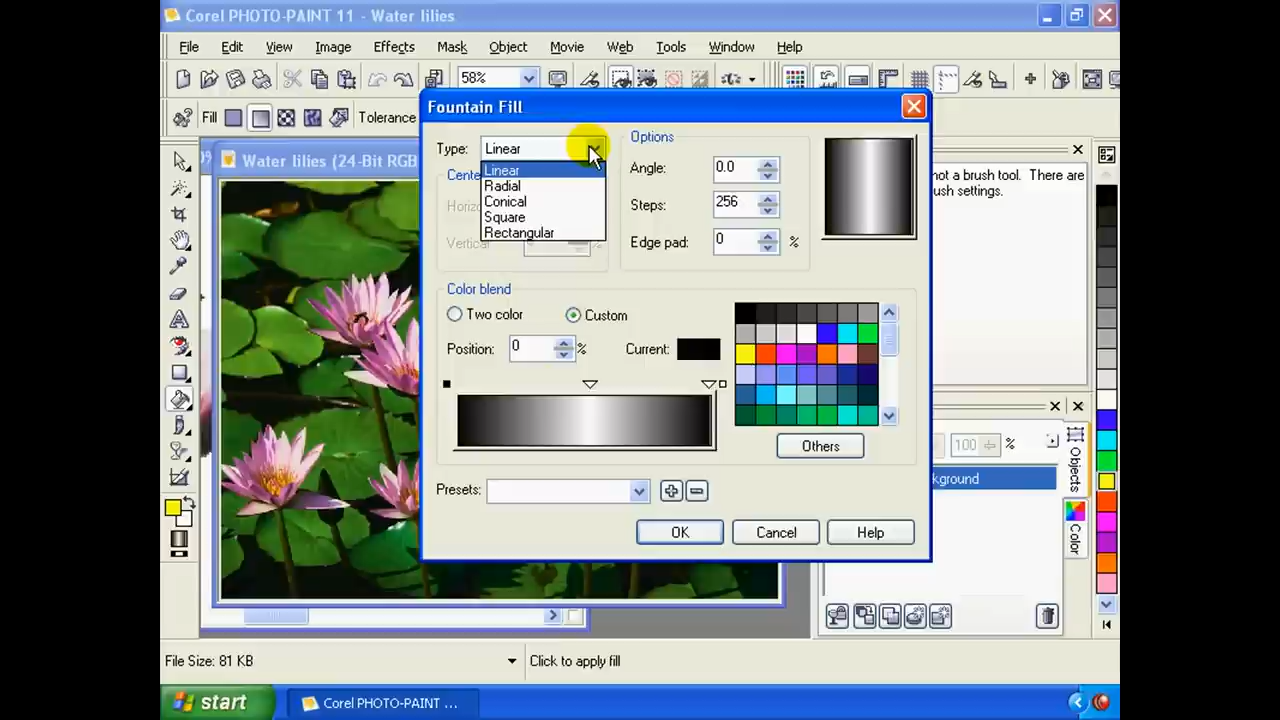 Corel PHOTO-PAINT 11 - Water lilies
File Edit View Image Effects Mask Object Movie Web Tools Window Help
58%
Fill Tolerance
Fountain Fill
Water lilies (24-Bit RGB
not a brush tool. There are
brush settings.
Type: Linear
Linear
Radial
Conical
Square
Rectangular
Cente
Horiz
Vertical %
Options
Angle: 0.0
Steps: 256
Edge pad: 0 %
Color blend
Two color Custom
Position: 0 % Current:
Others
Presets:
OK Cancel Help
100 %
kground
Objects
Color
File Size: 81 KB Click to apply fill
start Corel PHOTO-PAINT ...